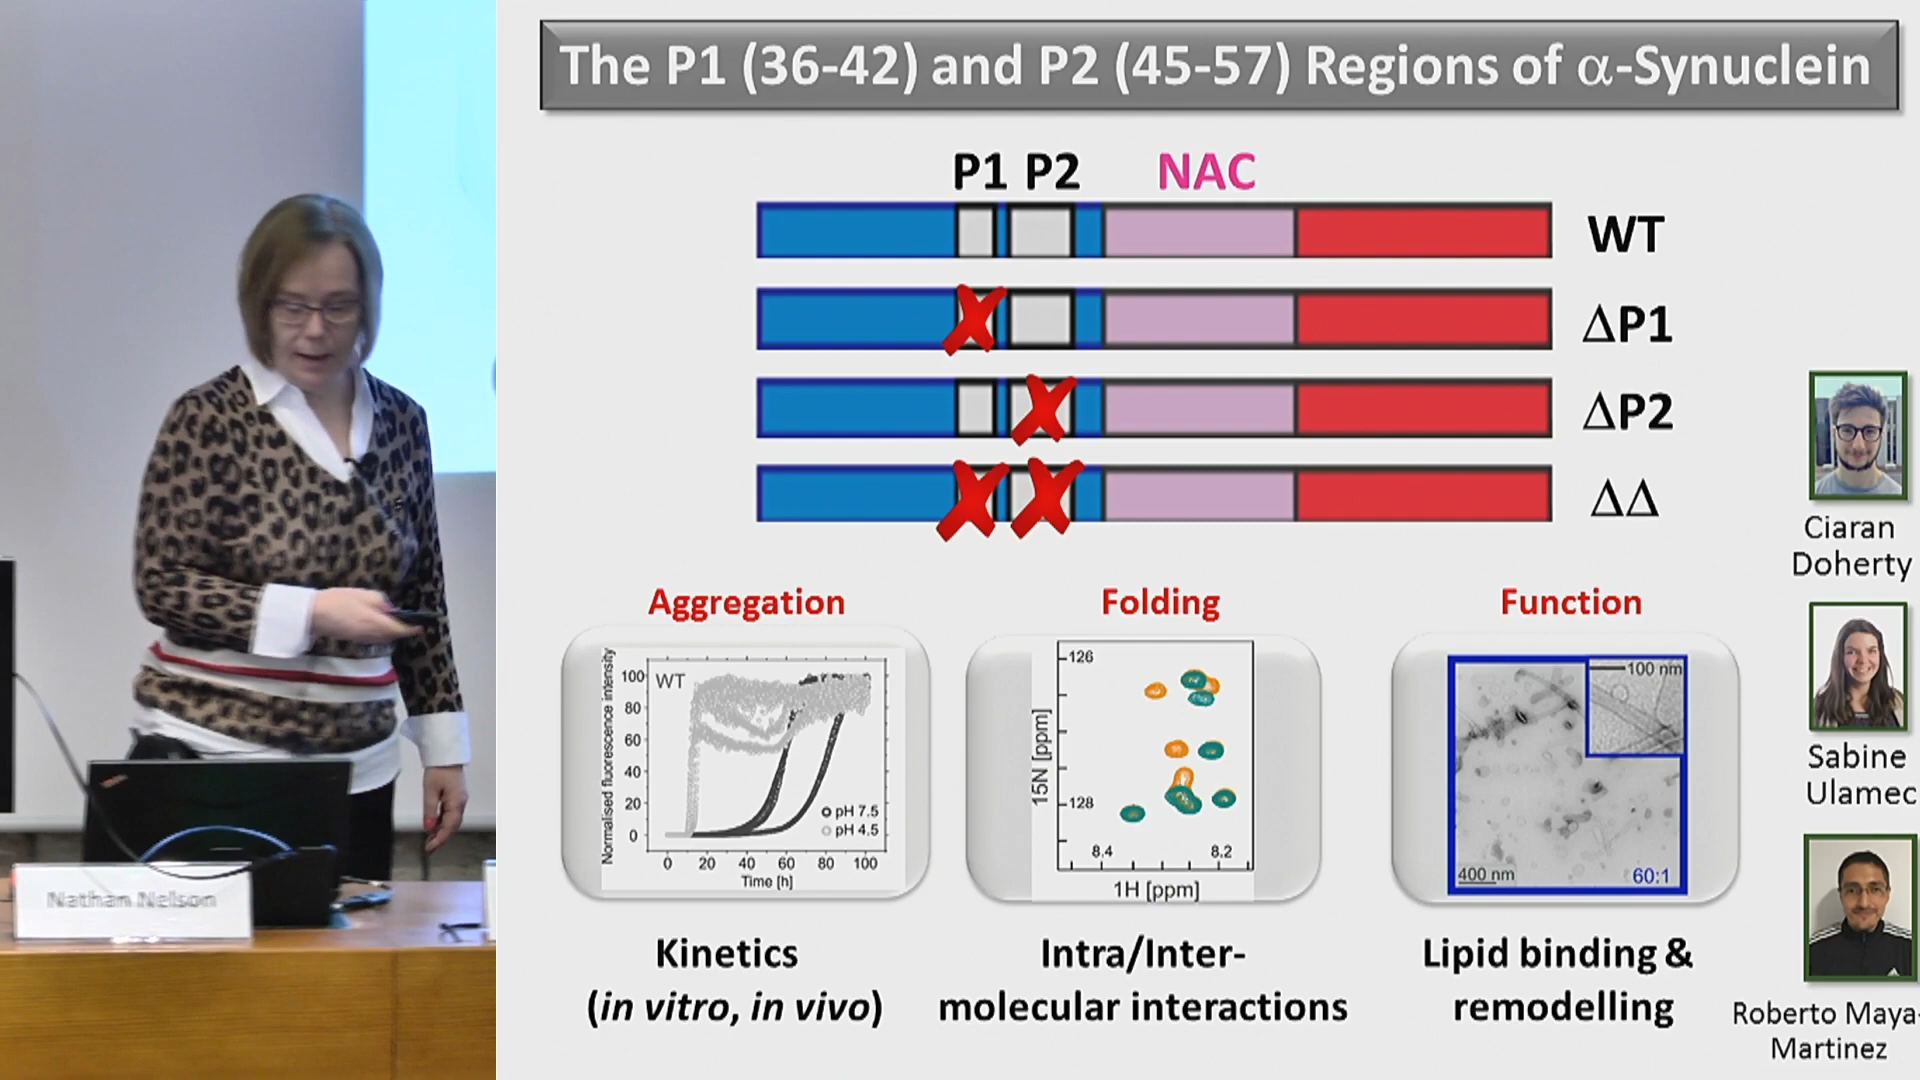 The P1 (36-42) and P2 (45-57) Regions of α-Synuclein
P1 P2 NAC
WT
ΔP1
ΔP2
ΔΔ
Ciaran
Doherty
Sabine
Ulamec
Roberto Maya-
Martinez
Aggregation
Normalised fluorescence intensity
WT
100
80
60
40
20
0
pH 7.5
pH 4.5
0 20 40 60 80 100
Time [h]
Kinetics
(in vitro, in vivo)
Folding
15N [ppm]
126
128
8.4 8.2
1H [ppm]
Intra/Inter-
molecular interactions
Function
100 nm
400 nm
60:1
Lipid binding &
remodelling
Nathan Nelson